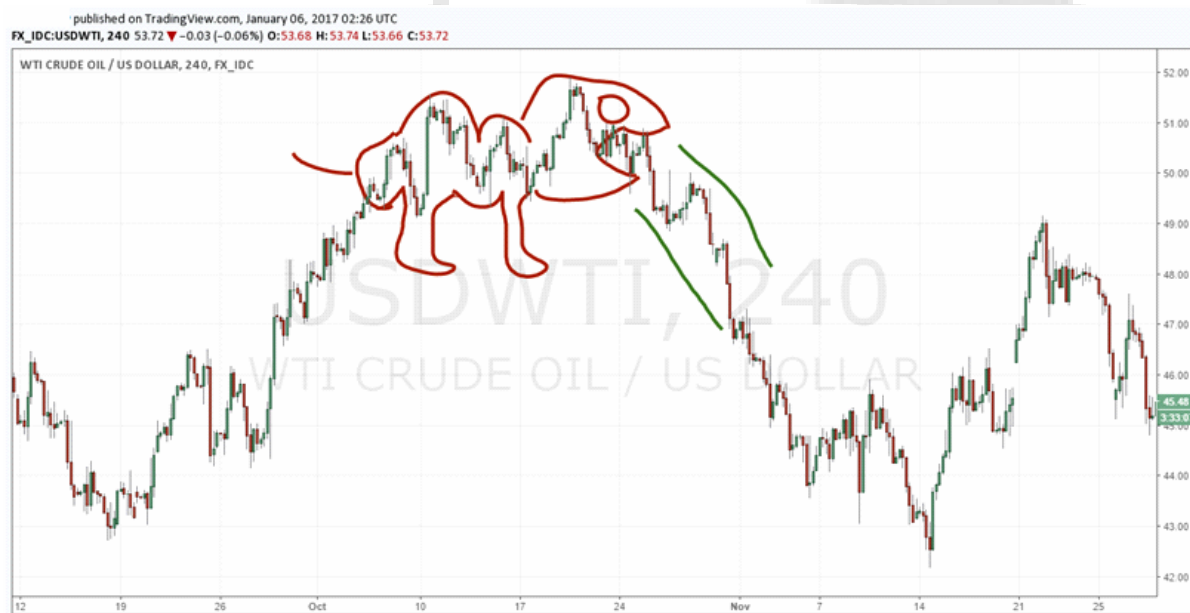 published on TradingView.com, January 06, 2017 02:26 UTC
FX_IDC:USDWTI, 240 53.72 ▼ −0.03 (−0.06%) O:53.68 H:53.74 L:53.66 C:53.72
WTI CRUDE OIL / US DOLLAR, 240, FX_IDC
USDWTI, 240
WTI CRUDE OIL / US DOLLAR
52.00
51.00
50.00
49.00
48.00
47.00
46.00
45.48
3:33:0
45.00
44.00
43.00
42.00
12 19 26 Oct 10 17 24 Nov 7 14 21 25